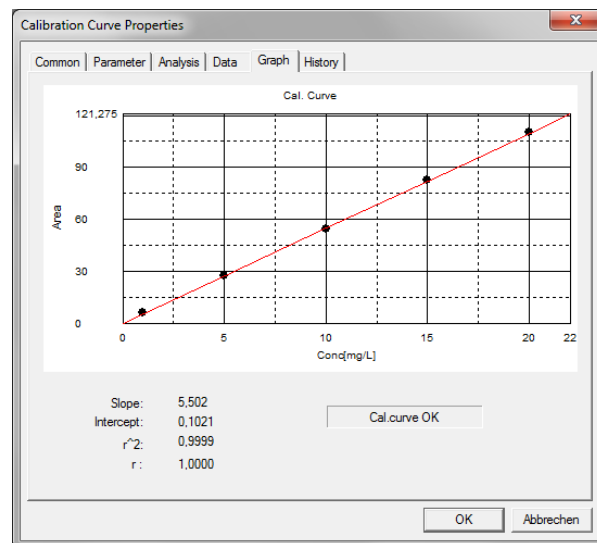 Calibration Curve Properties
Common Parameter Analysis Data Graph History
Cal. Curve
121,275
90
60
30
0
Area
0 5 10 15 20 22
Conc[mg/L]
Slope: 5,502
Intercept: 0,1021
r^2: 0,9999
r : 1,0000
Cal.curve OK
OK Abbrechen